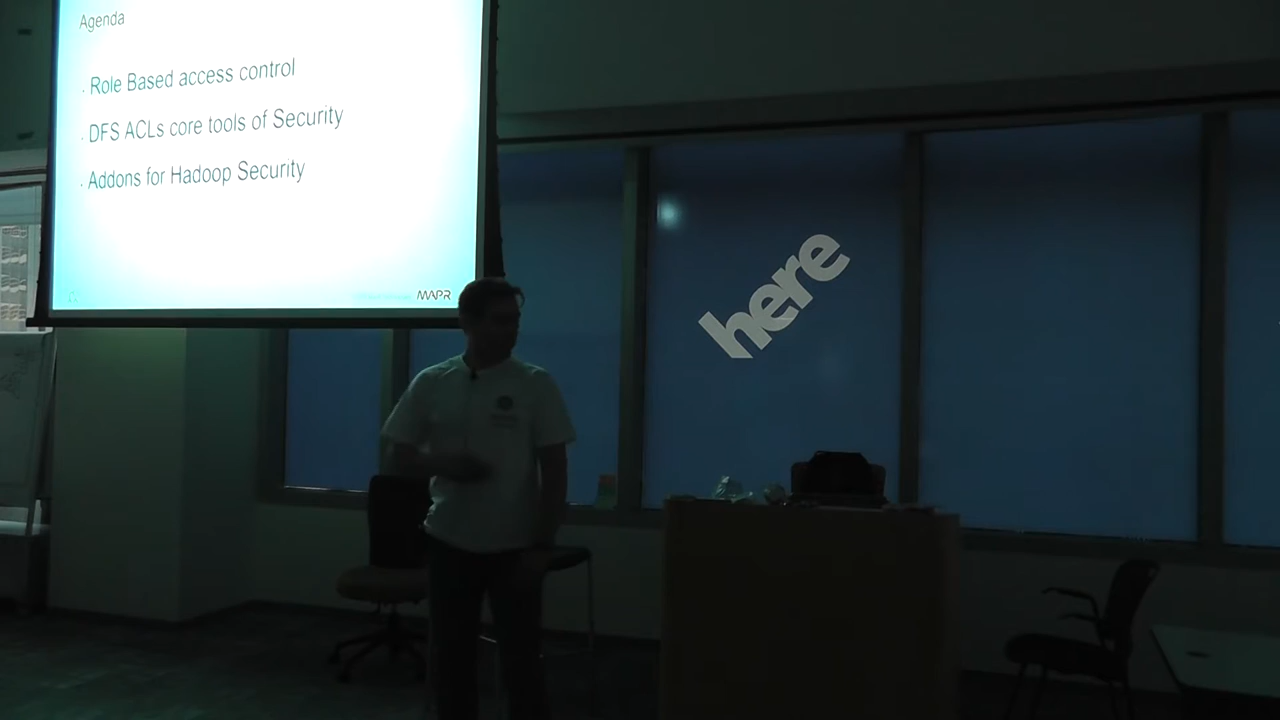 Agenda
· Role Based access control
· DFS ACLs core tools of Security
· Addons for Hadoop Security
MAPR
here